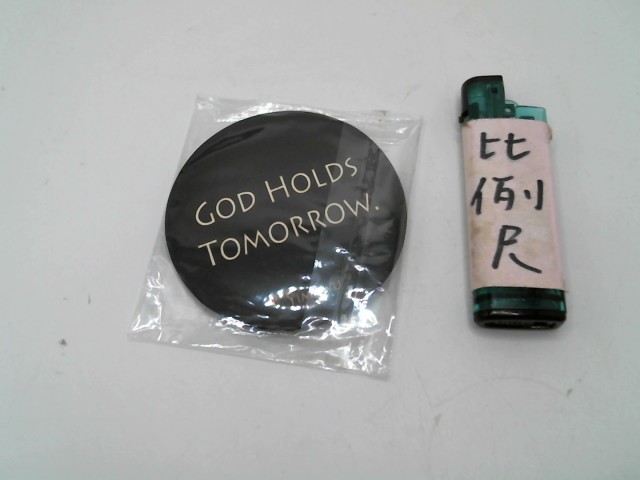 GOD HOLDS
TOMORROW.
比
例
尺